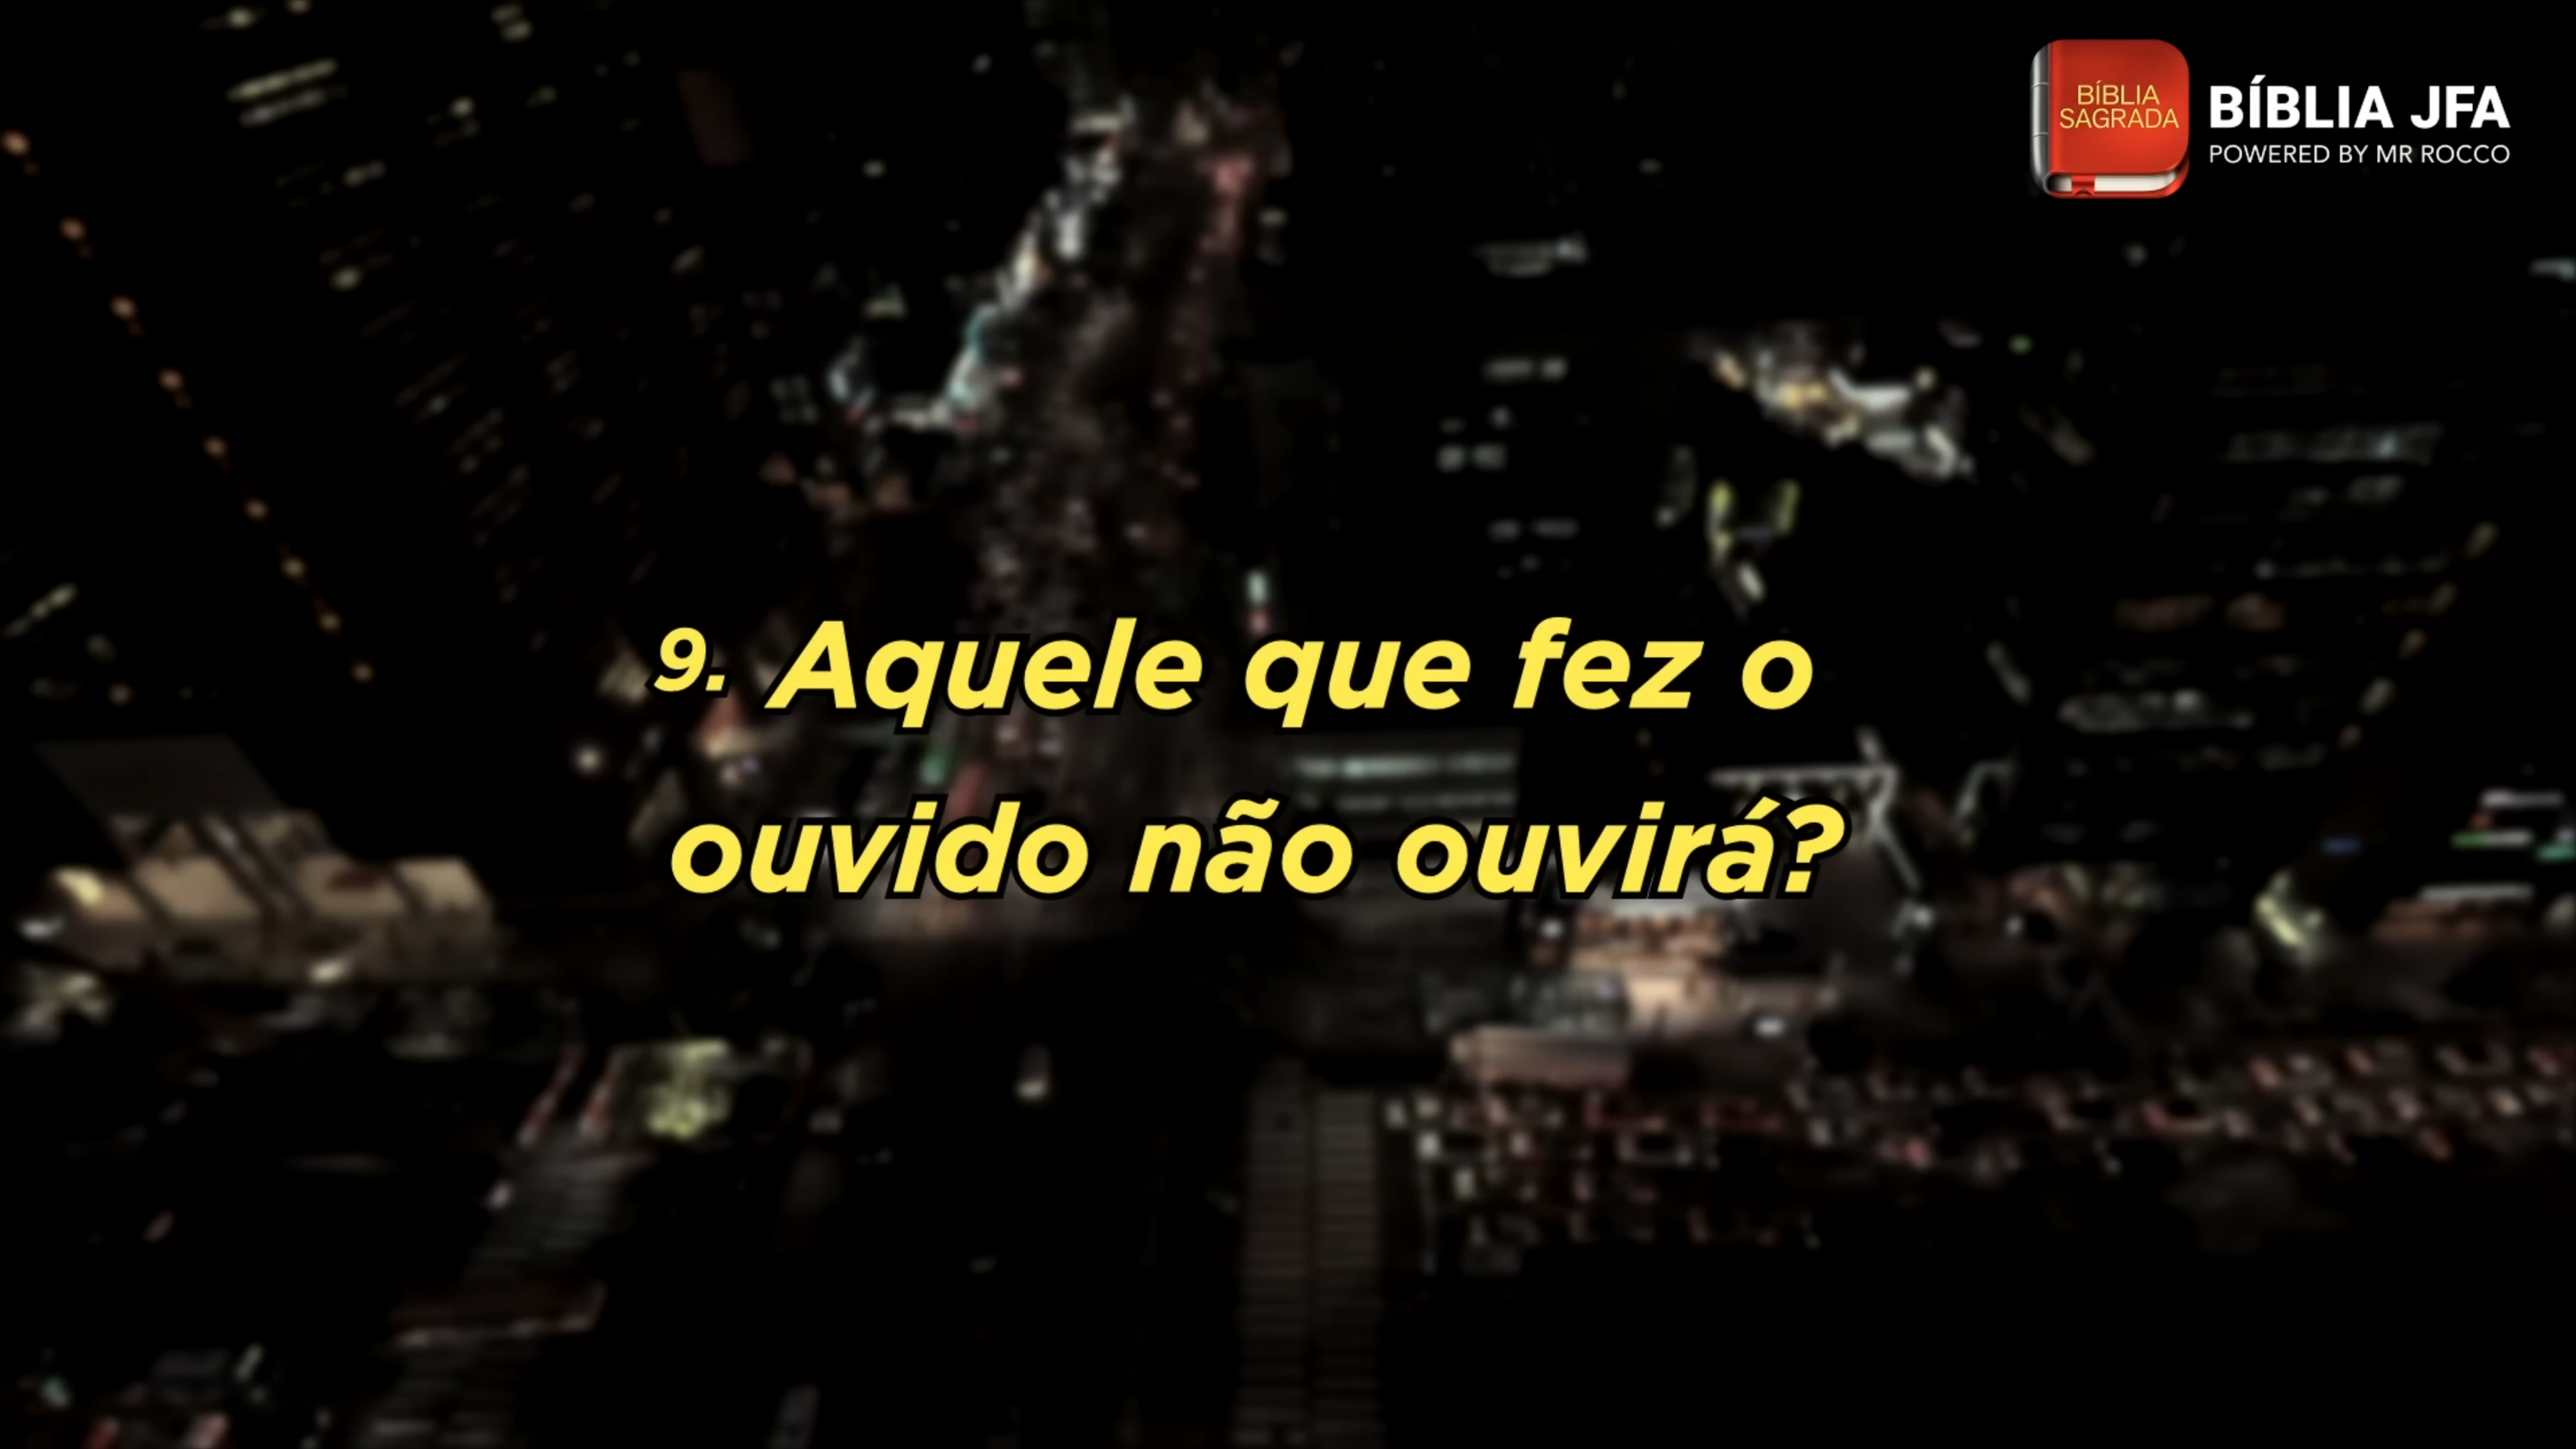 BÍBLIA
SAGRADA
BÍBLIA JFA
POWERED BY MR ROCCO
9. Aquele que fez o
ouvido não ouvirá?